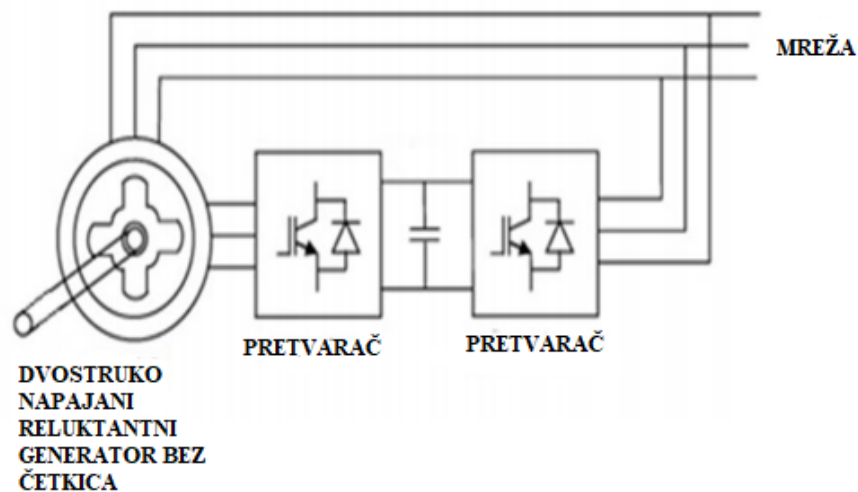 MREŽA
PRETVARAČ
PRETVARAČ
DVOSTRUKO
NAPAJANI
RELUKTANTNI
GENERATOR BEZ
ČETKICA